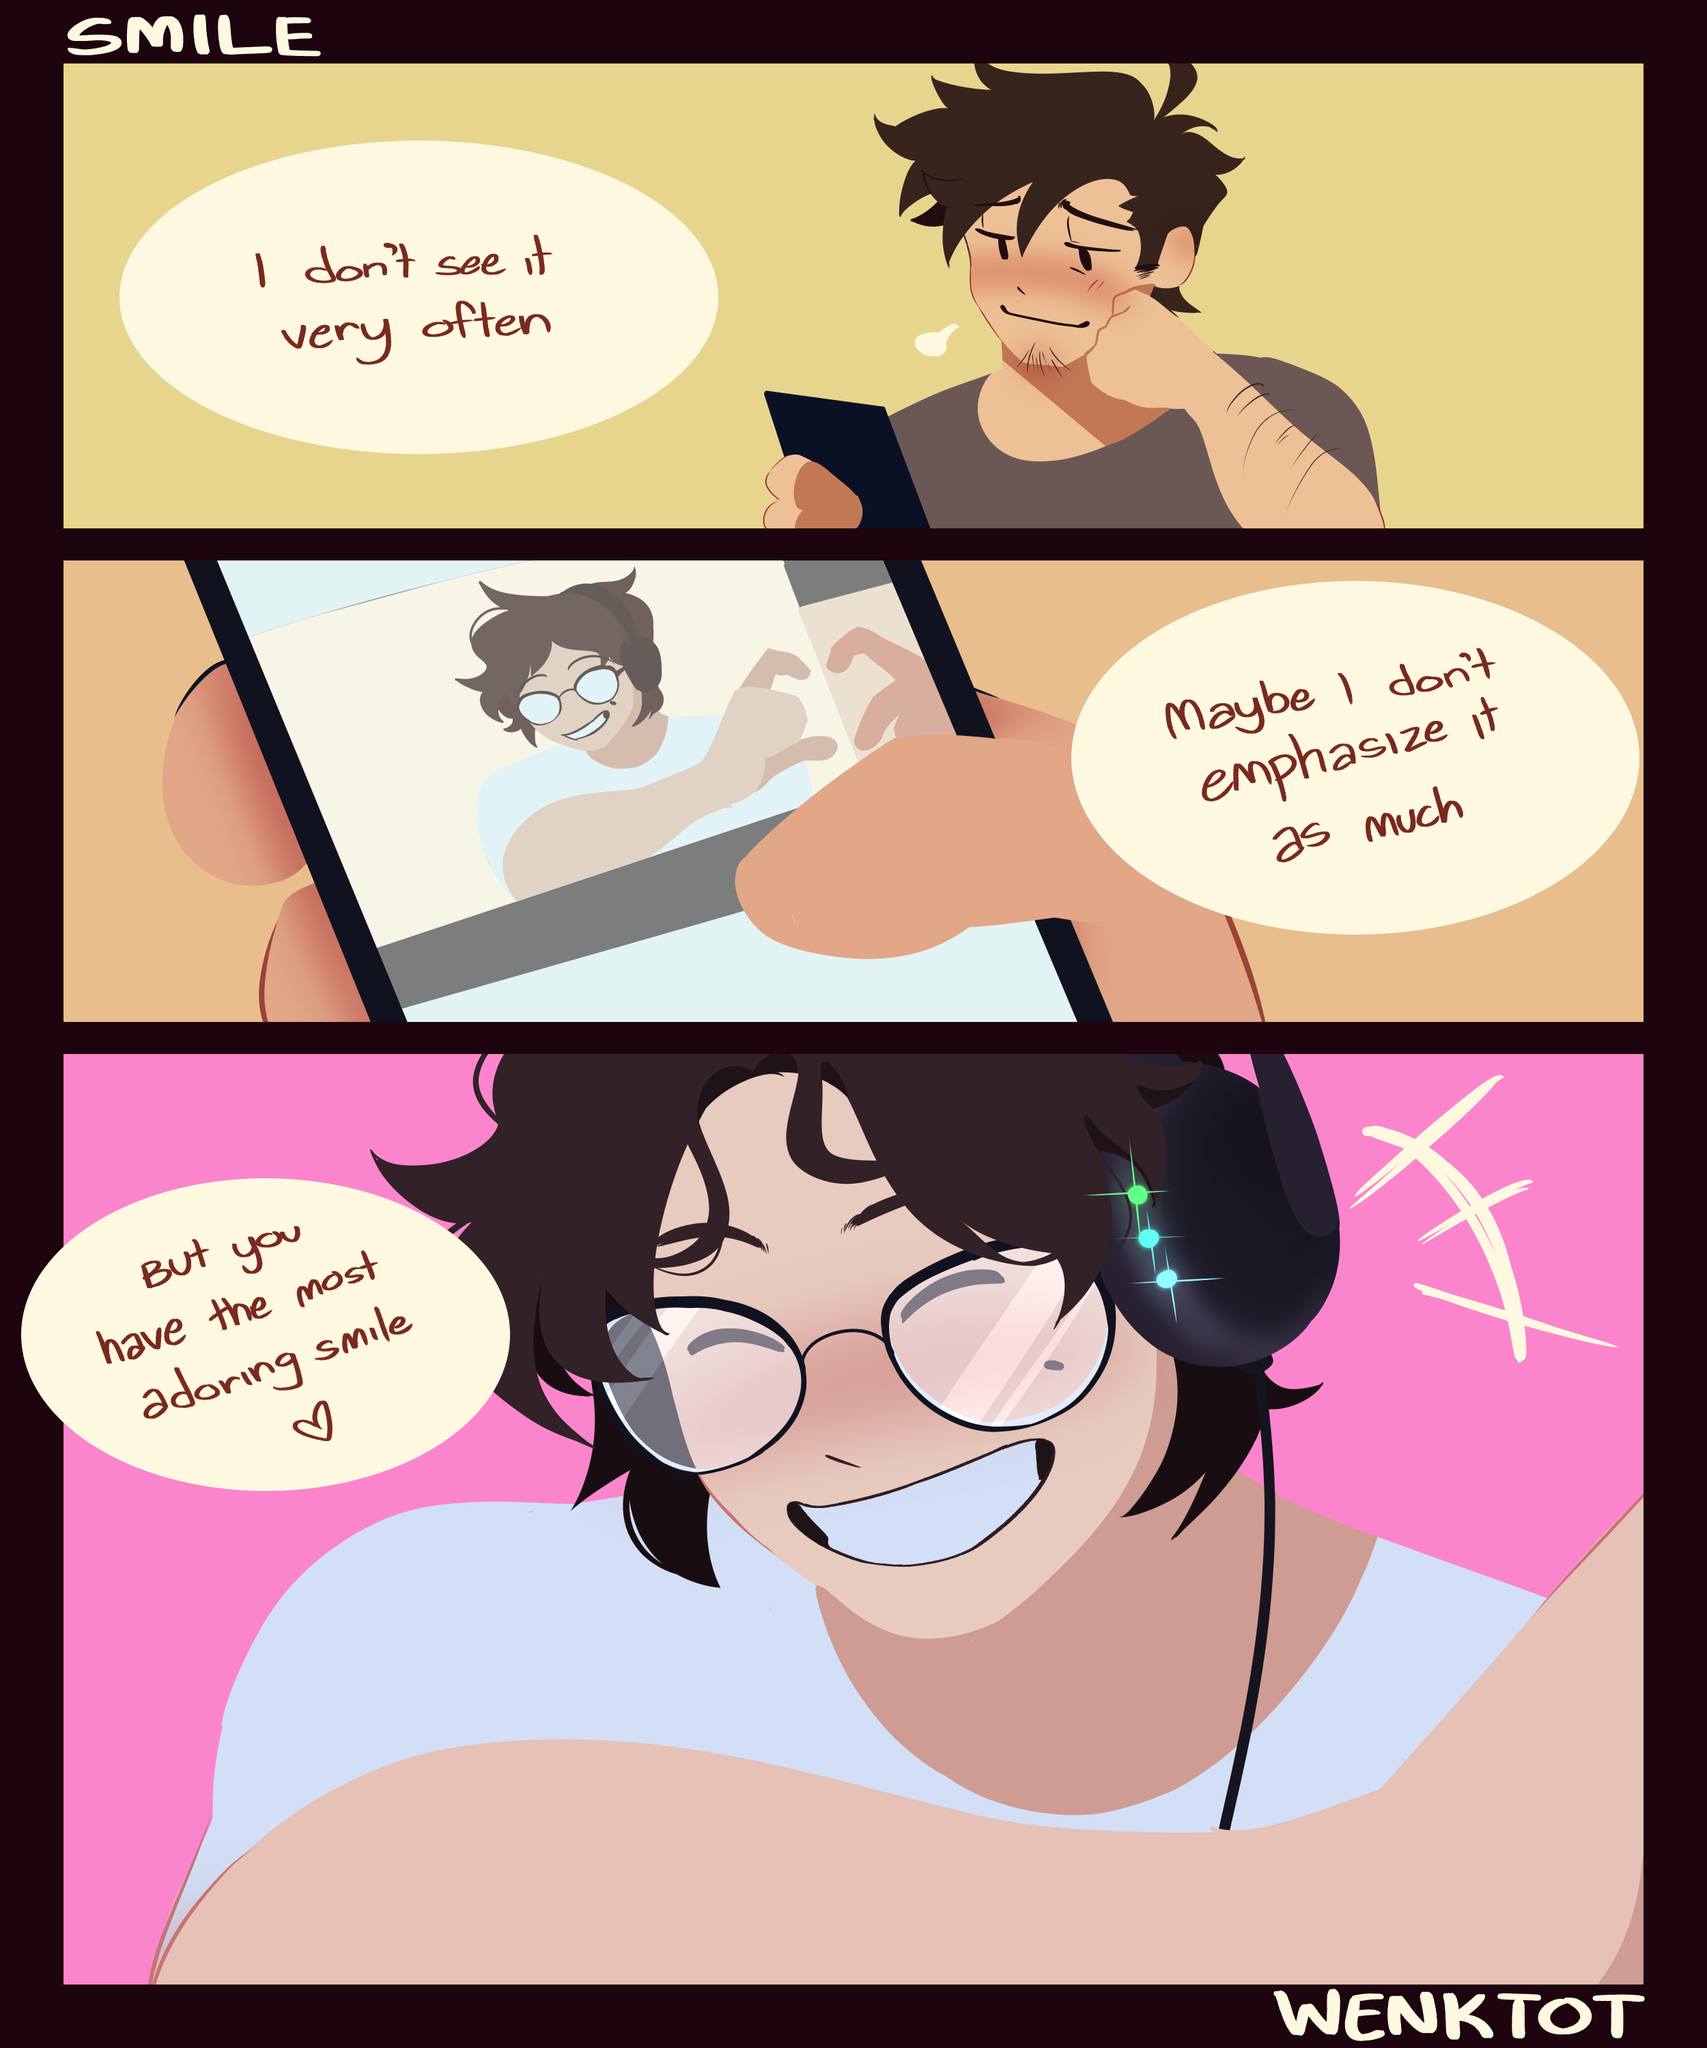 SMILE
I don't see it
very often
Maybe I don't
emphasize it
as much
But you
have the most
adoring smile
♡
WENKTOT